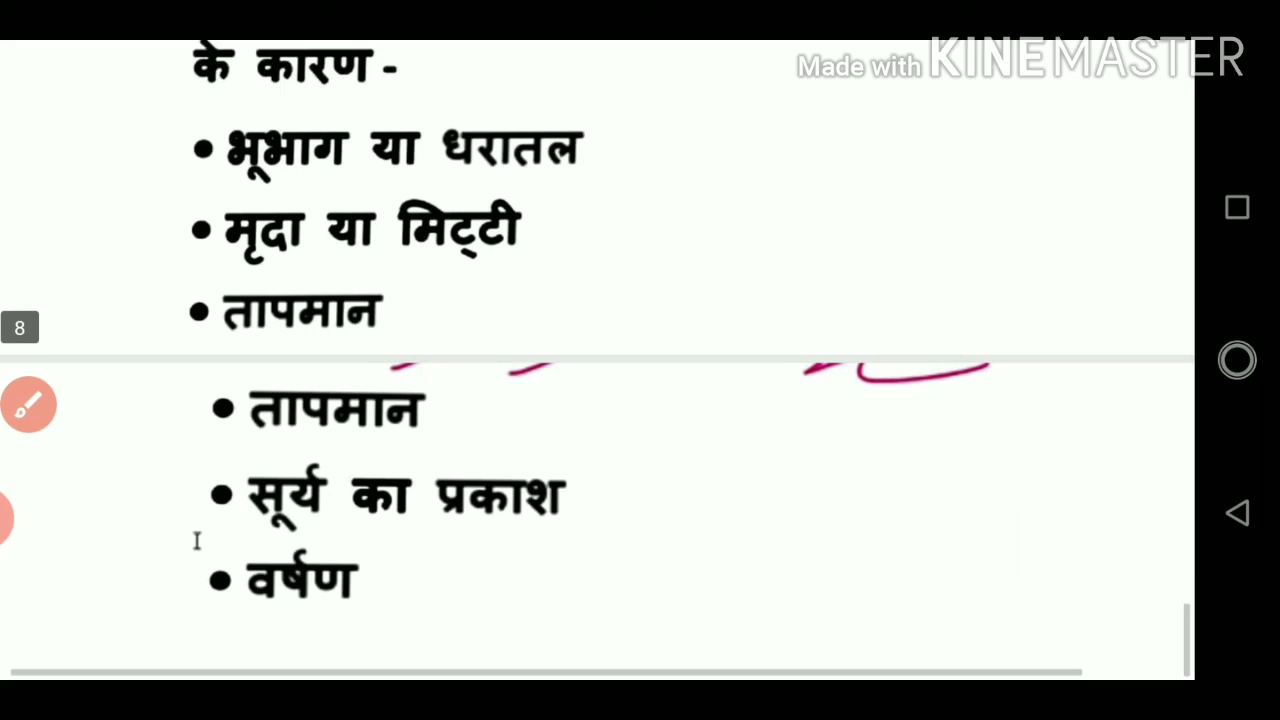 के कारण -
Made with KINEMASTER
• भूभाग या धरातल
• मृदा या मिट्टी
• तापमान
8
• तापमान
• सूर्य का प्रकाश
• वर्षण